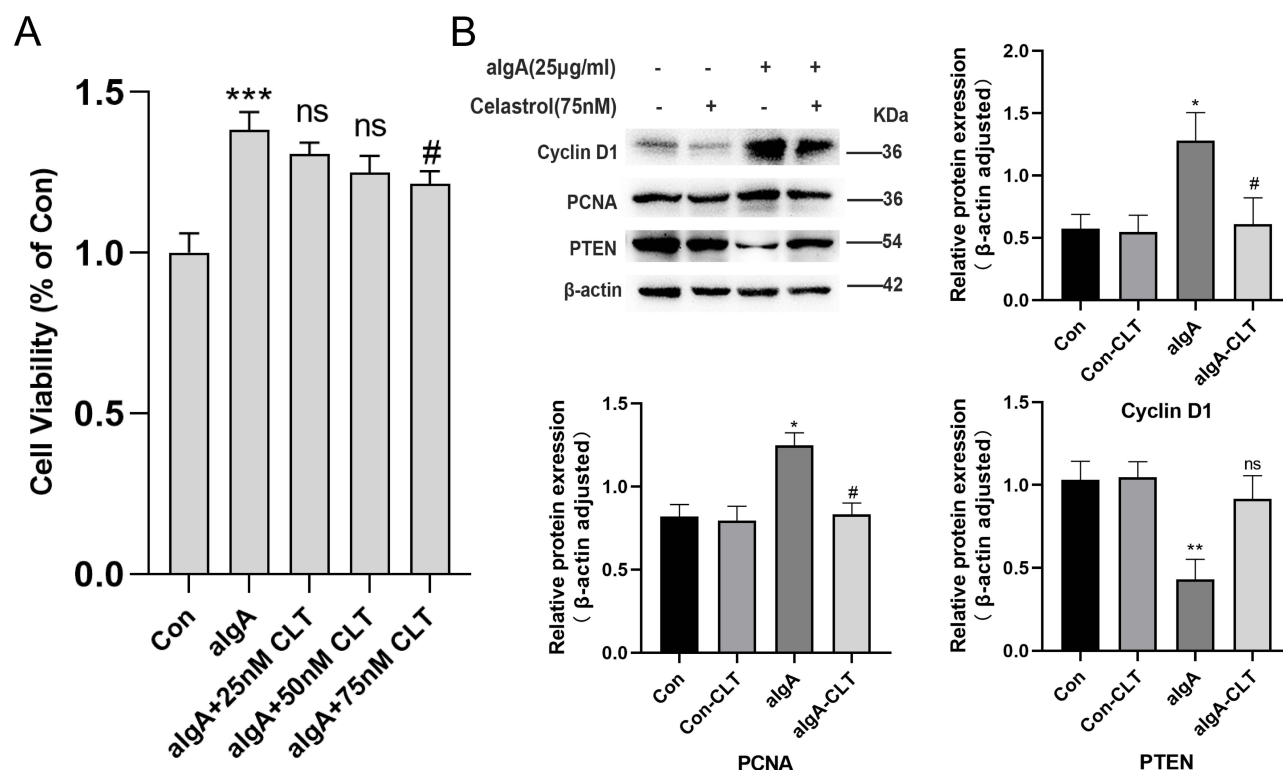 A
Cell Viability (% of Con)
1.5
1.0
0.5
0.0
***
ns
ns
#
Con
aIgA
aIgA+25nM CLT
aIgA+50nM CLT
aIgA+75nM CLT
B
aIgA(25μg/ml) - - + +
Celastrol(75nM) - + - +
KDa
Cyclin D1 36
PCNA 36
PTEN 54
β-actin 42
Relative protein exression
( β-actin adjusted)
2.0
1.5
1.0
0.5
0.0
*
#
Con
Con-CLT
aIgA
aIgA-CLT
Cyclin D1
Relative protein exression
( β-actin adjusted)
1.5
1.0
0.5
0.0
*
#
Con
Con-CLT
aIgA
aIgA-CLT
PCNA
Relative protein exression
( β-actin adjusted)
1.5
1.0
0.5
0.0
**
ns
Con
Con-CLT
aIgA
aIgA-CLT
PTEN